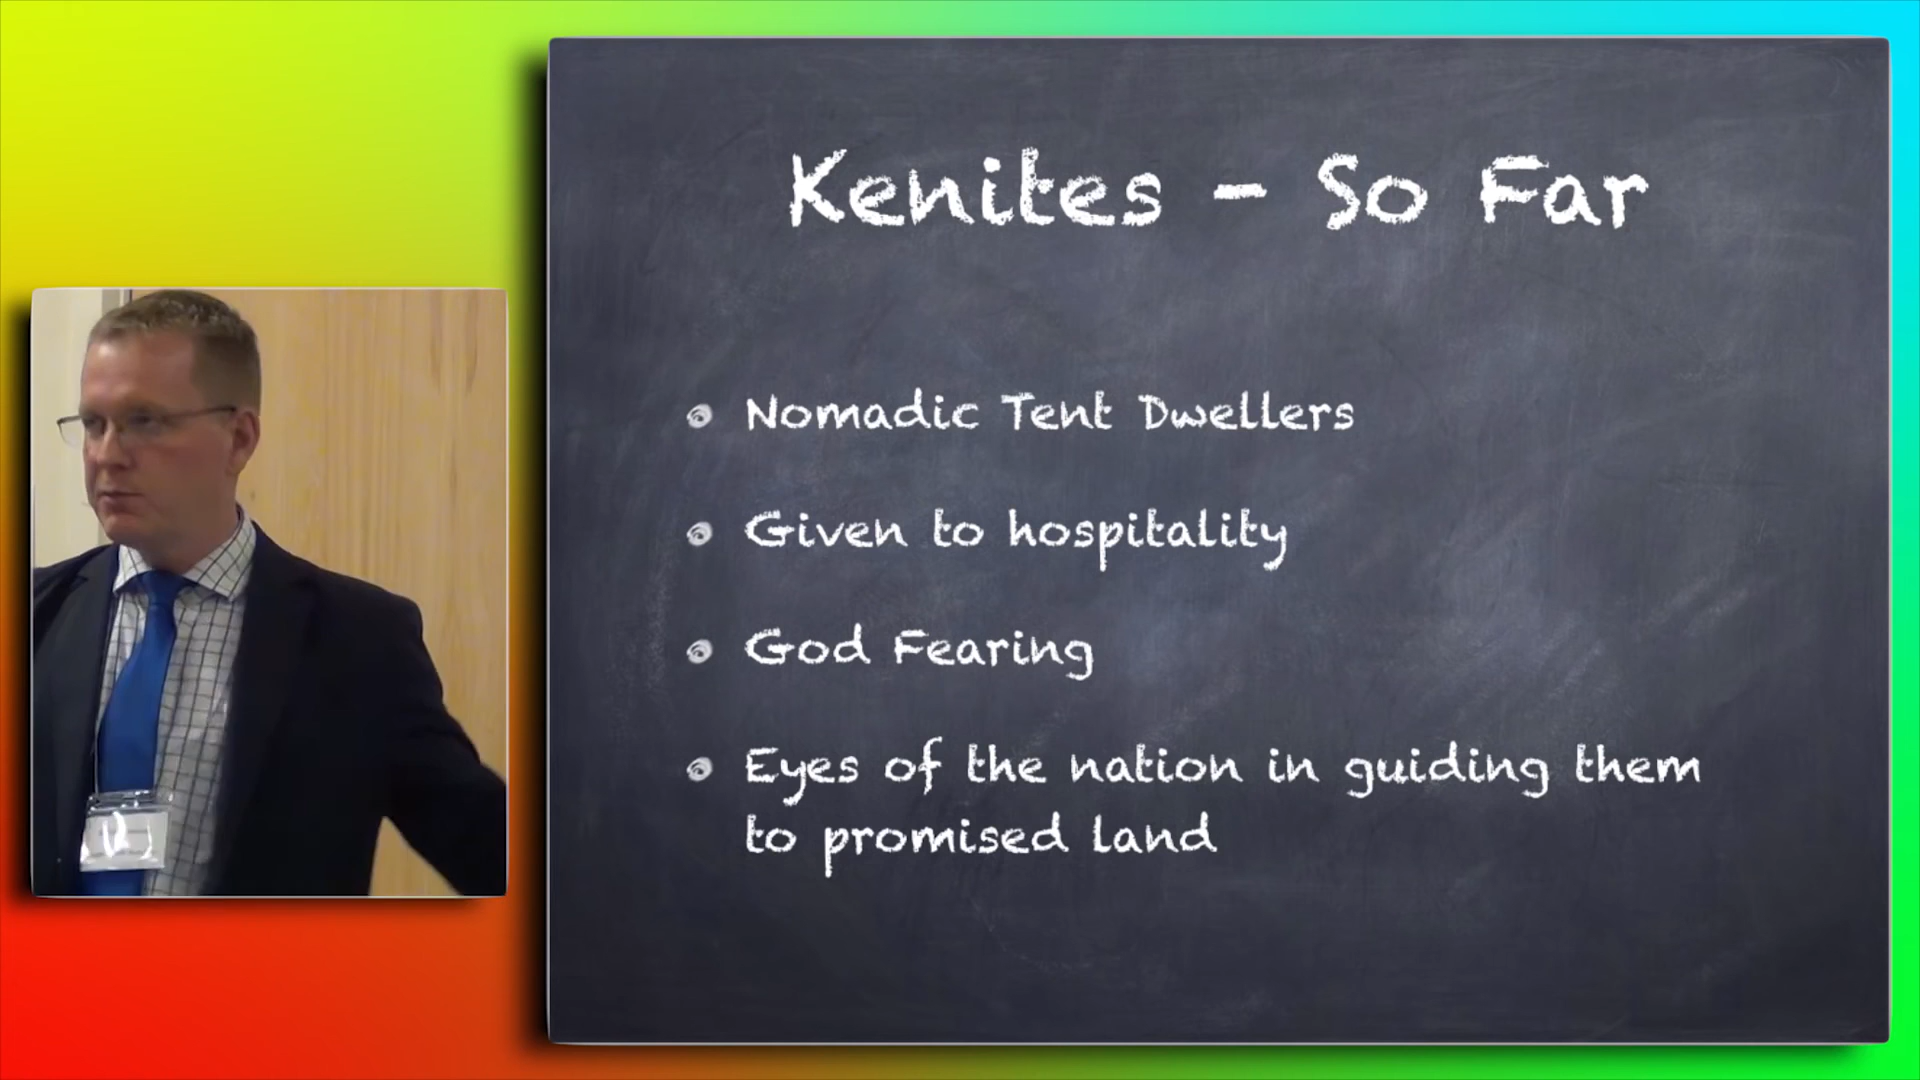 Kenites - So Far
Nomadic Tent Dwellers
Given to hospitality
God Fearing
Eyes of the nation in guiding them
to promised land